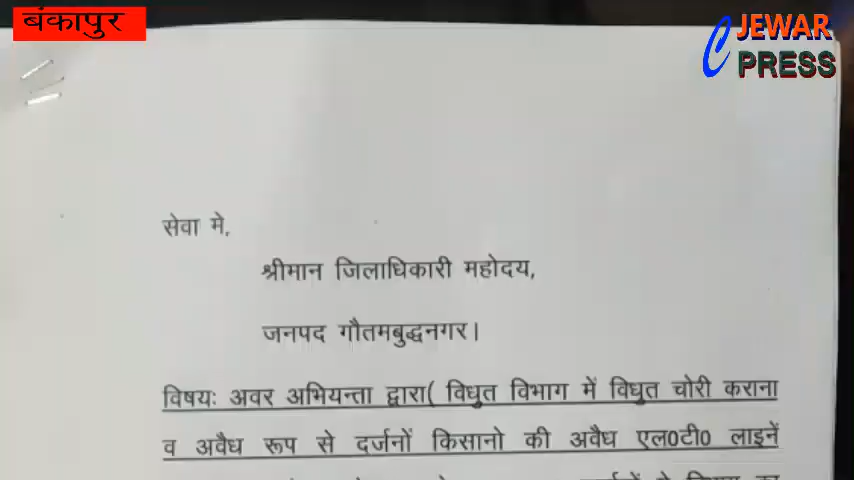 बंकापुर
JEWAR
PRESS
सेवा मे,
श्रीमान जिलाधिकारी महोदय,
जनपद गौतमबुद्धनगर।
विषयः अवर अभियन्ता द्वारा( विधुत विभाग में विधुत चोरी कराना
व अवैध रूप से दर्जनों किसानो की अवैध एल0टी0 लाइनें